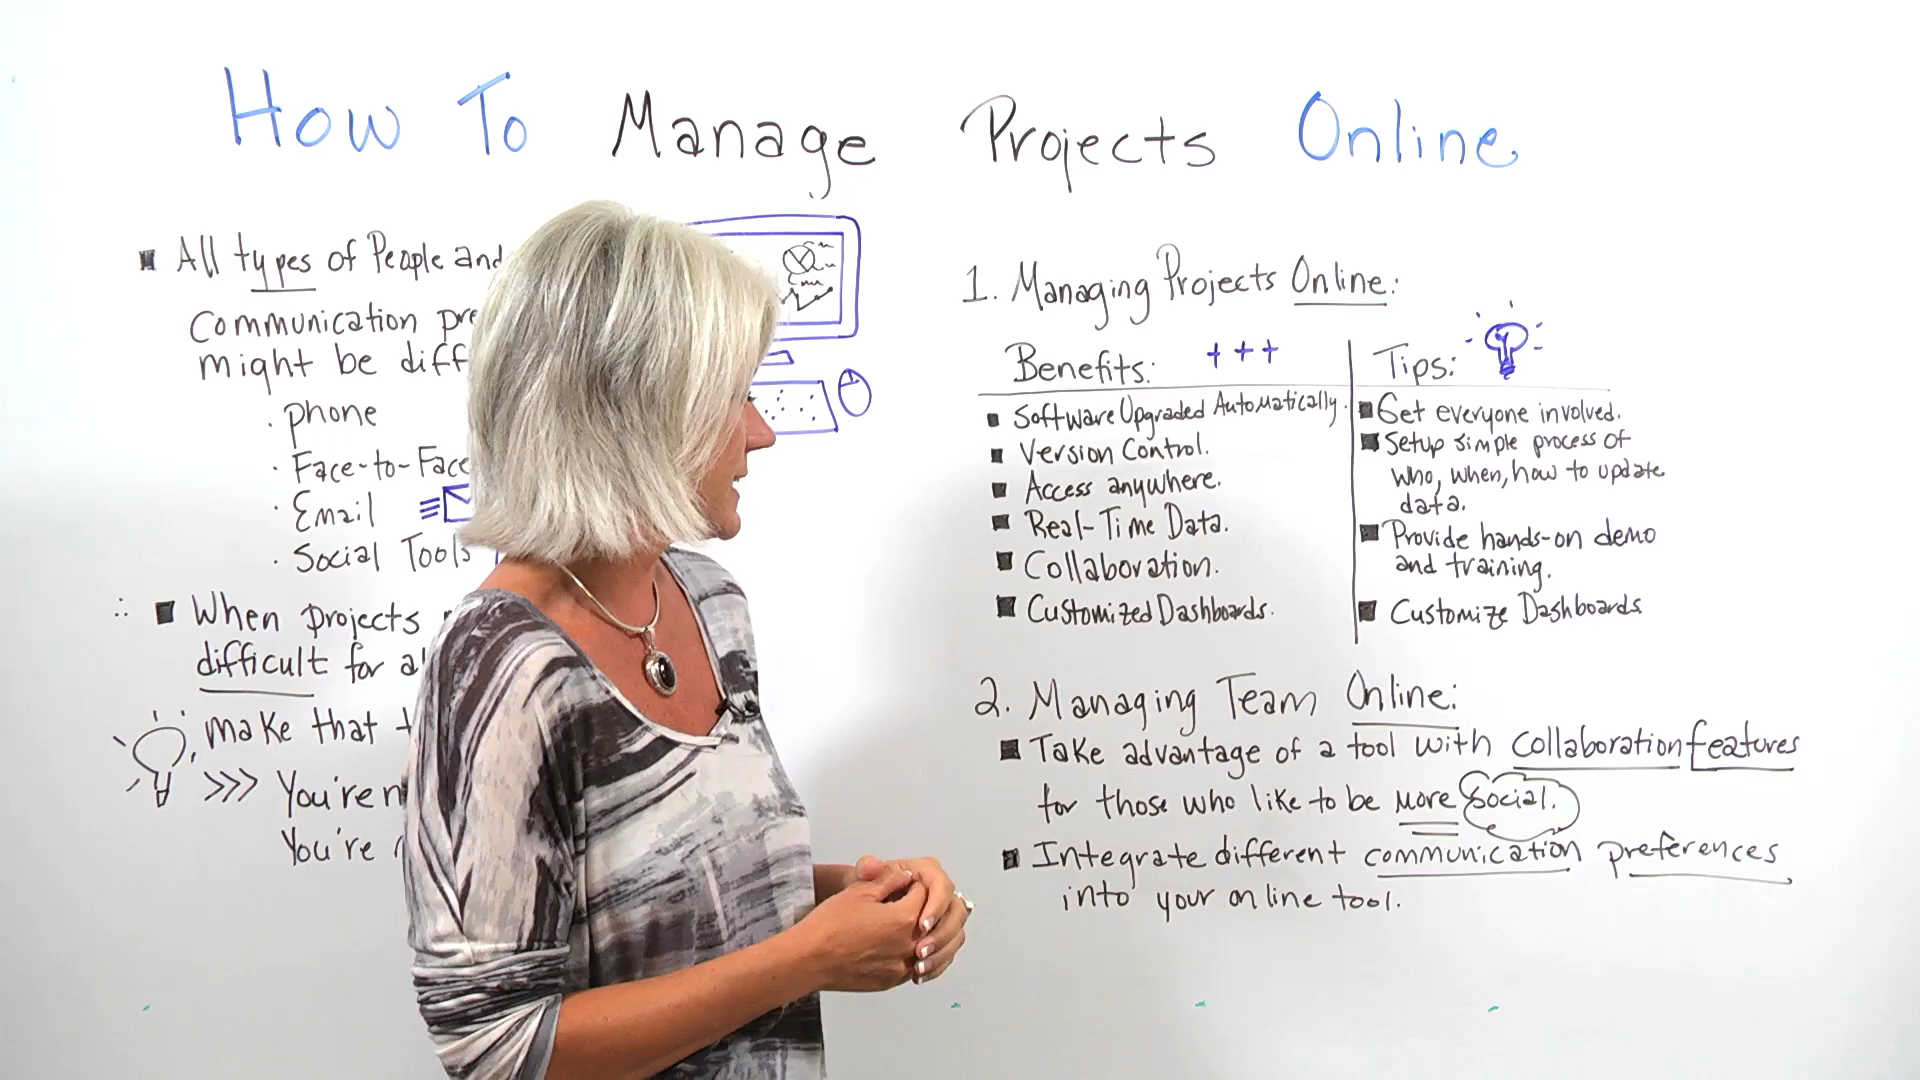 How To Manage Projects Online
All types of People and
Communication
might be
· phone
· Face-to-Face
· Email
· Social Tools
∴ When projects
difficult for
make that
>>> You're
You're
1. Managing Projects Online:
Benefits: +++
Software Upgraded Automatically.
Version Control.
Access anywhere.
Real-Time Data.
Collaboration.
Customized Dashboards.
Tips:
Get everyone involved.
Setup simple process of
who, when, how to update
data.
Provide hands-on demo
and training.
Customize Dashboards.
2. Managing Team Online:
Take advantage of a tool with collaboration features
for those who like to be more social.
Integrate different communication preferences
into your online tool.